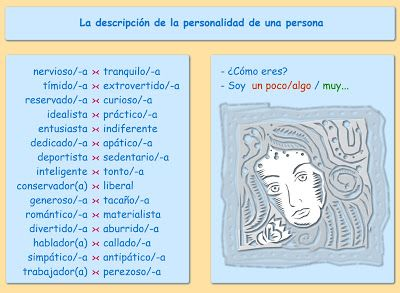 La descripción de la personalidad de una persona
nervioso/-a >< tranquilo/-a
tímido/-a >< extrovertido/-a
reservado/-a >< curioso/-a
idealista >< práctico/-a
entusiasta >< indiferente
dedicado/-a >< apático/-a
deportista >< sedentario/-a
inteligente >< tonto/-a
conservador(a) >< liberal
generoso/-a >< tacaño/-a
romántico/-a >< materialista
divertido/-a >< aburrido/-a
hablador(a) >< callado/-a
simpático/-a >< antipático/-a
trabajador(a) >< perezoso/-a
- ¿Cómo eres?
- Soy un poco/algo / muy...